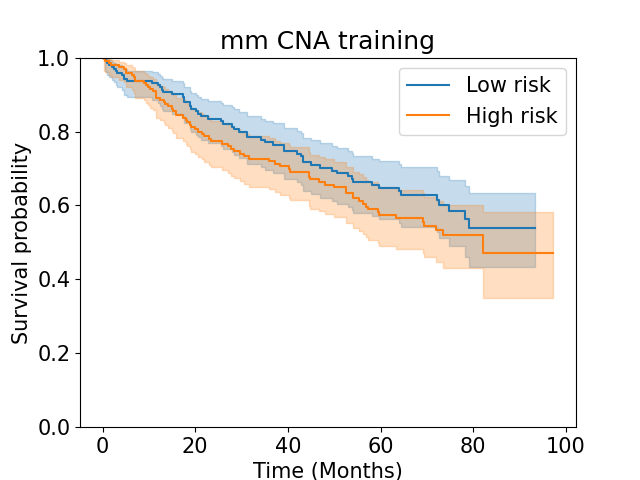 mm CNA training
Low risk
High risk
Survival probability
1.0
0.8
0.6
0.4
0.2
0.0
0 20 40 60 80 100
Time (Months)